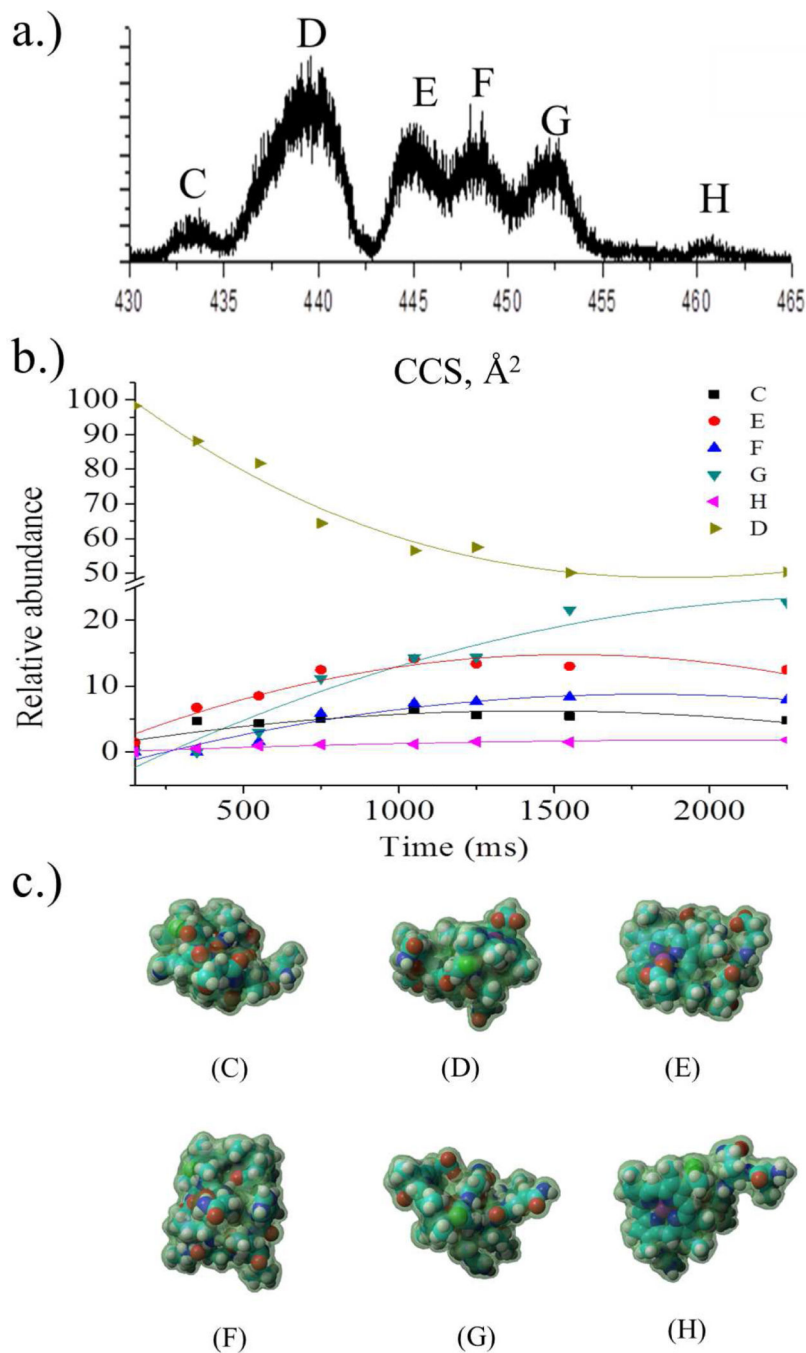 a.)
C
D
E
F
G
H
430 435 440 445 450 455 460 465
CCS, Å²
b.)
100
90
80
70
60
50
20
10
0
Relative abundance
C
E
F
G
H
D
500 1000 1500 2000
Time (ms)
c.)
(C) (D) (E)
(F) (G) (H)